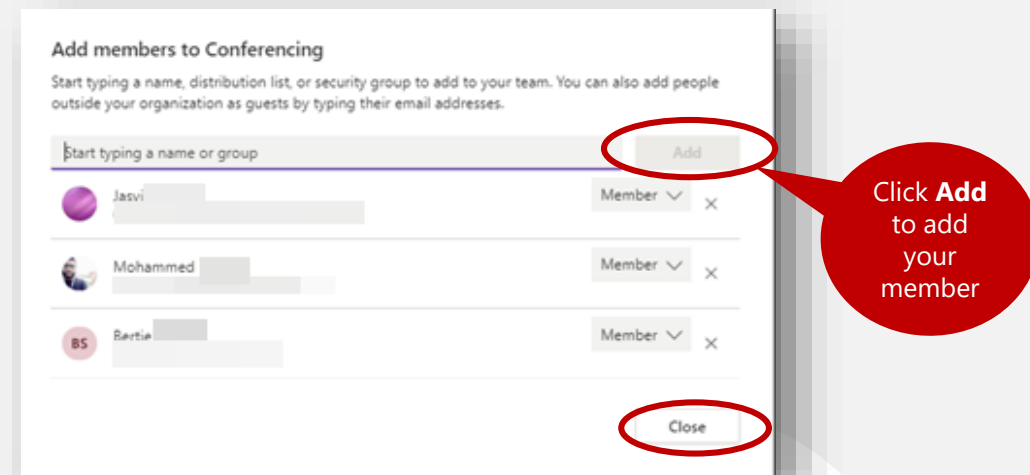 Add members to Conferencing
Start typing a name, distribution list, or security group to add to your team. You can also add people
outside your organization as guests by typing their email addresses.
Start typing a name or group
Add
Jasvi
Member
Mohammed
Member
BS
Bertie
Member
Close
Click Add
to add
your
member